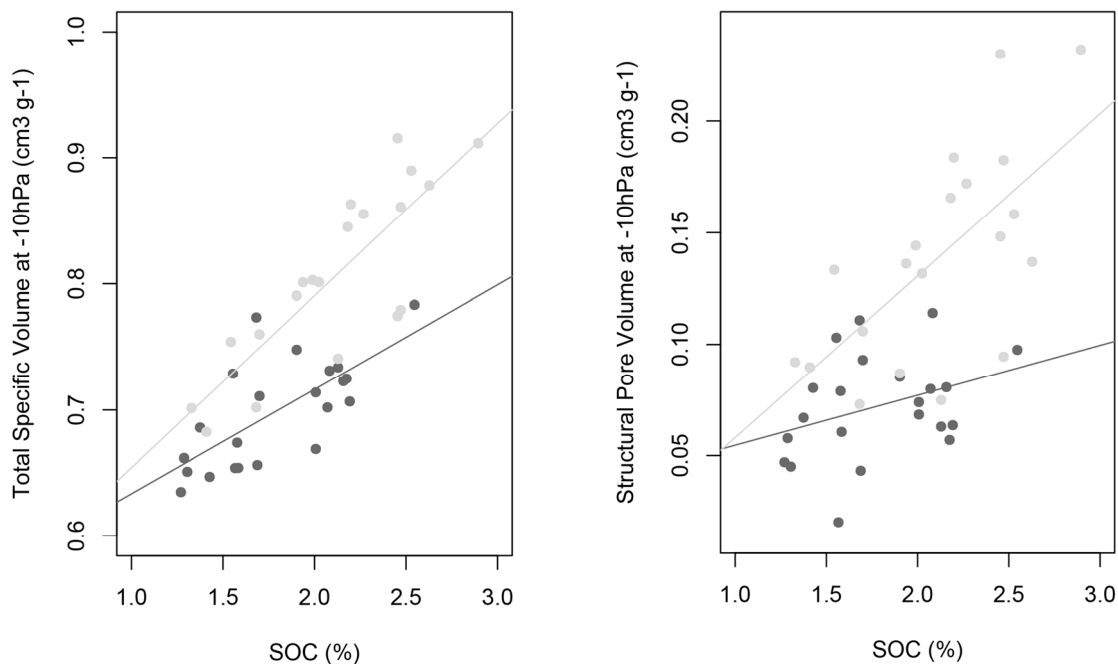 Total Specific Volume at -10hPa (cm3 g-1)
1.0
0.9
0.8
0.7
0.6
1.0 1.5 2.0 2.5 3.0
SOC (%)
Structural Pore Volume at -10hPa (cm3 g-1)
0.20
0.15
0.10
0.05
1.0 1.5 2.0 2.5 3.0
SOC (%)